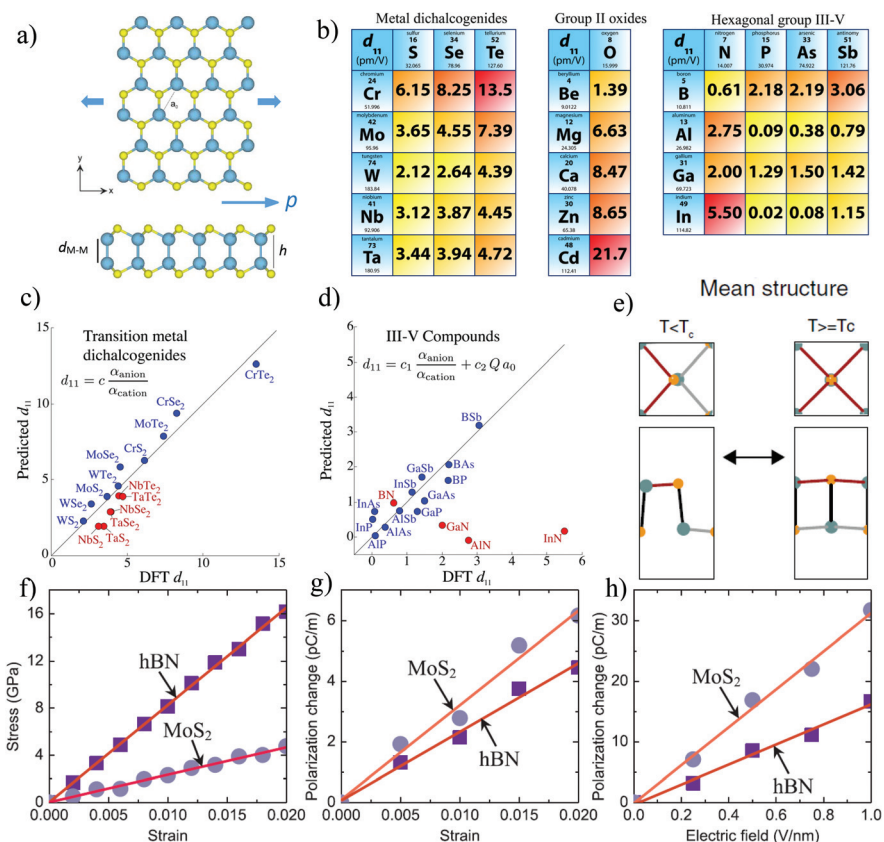 a)
a₀
y
x
p
d_M-M
h
b)
Metal dichalcogenides
d₁₁ (pm/V)
sulfur 16 S 32.065
selenium 34 Se 78.96
tellurium 52 Te 127.60
chromium 24 Cr 51.996
6.15 8.25 13.5
molybdenum 42 Mo 95.96
3.65 4.55 7.39
tungsten 74 W 183.84
2.12 2.64 4.39
niobium 41 Nb 92.906
3.12 3.87 4.45
tantalum 73 Ta 180.95
3.44 3.94 4.72
Group II oxides
d₁₁ (pm/V)
oxygen 8 O 15.999
beryllium 4 Be 9.0122
1.39
magnesium 12 Mg 24.305
6.63
calcium 20 Ca 40.078
8.47
zinc 30 Zn 65.38
8.65
cadmium 48 Cd 112.41
21.7
Hexagonal group III-V
d₁₁ (pm/V)
nitrogen 7 N 14.007
phosphorus 15 P 30.974
arsenic 33 As 74.922
antinomy 51 Sb 121.76
boron 5 B 10.811
0.61 2.18 2.19 3.06
aluminum 13 Al 26.982
2.75 0.09 0.38 0.79
gallium 31 Ga 69.723
2.00 1.29 1.50 1.42
indium 49 In 114.82
5.50 0.02 0.08 1.15
c)
Transition metal
dichalcogenides
d₁₁ = c α_anion / α_cation
Predicted d₁₁
15
10
5
0
0 5 10 15
DFT d₁₁
CrTe₂
CrSe₂
MoTe₂
CrS₂
MoSe₂
WTe₂
MoS₂
WSe₂
WS₂
NbTe₂
TaTe₂
NbSe₂
TaSe₂
NbS₂
TaS₂
d)
III-V Compounds
d₁₁ = c₁ α_anion / α_cation + c₂ Q a₀
Predicted d₁₁
6
5
4
3
2
1
0
0 1 2 3 4 5 6
DFT d₁₁
BSb
BAs
BP
GaSb
InSb
GaAs
BN
InAs
GaP
AlSb
InP
AlAs
AlP
GaN
AlN
InN
e)
Mean structure
T<T_c
T>=Tc
f)
Stress (GPa)
16
12
8
4
0
0.000 0.005 0.010 0.015 0.020
Strain
hBN
MoS₂
g)
Polarization change (pC/m)
6
4
2
0
0.000 0.005 0.010 0.015 0.020
Strain
MoS₂
hBN
h)
Polarization change (pC/m)
30
20
10
0
0.0 0.2 0.4 0.6 0.8 1.0
Electric field (V/nm)
MoS₂
hBN